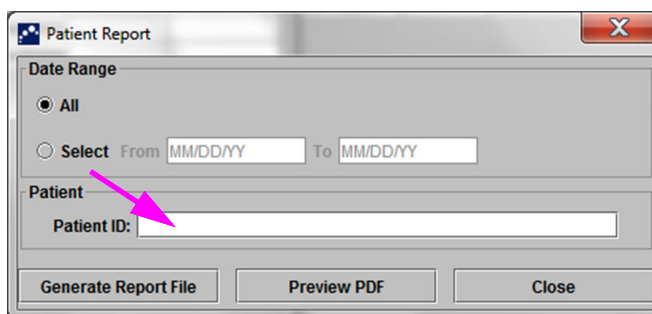 Patient Report
Date Range
All
Select From MM/DD/YY To MM/DD/YY
Patient
Patient ID:
Generate Report File Preview PDF Close